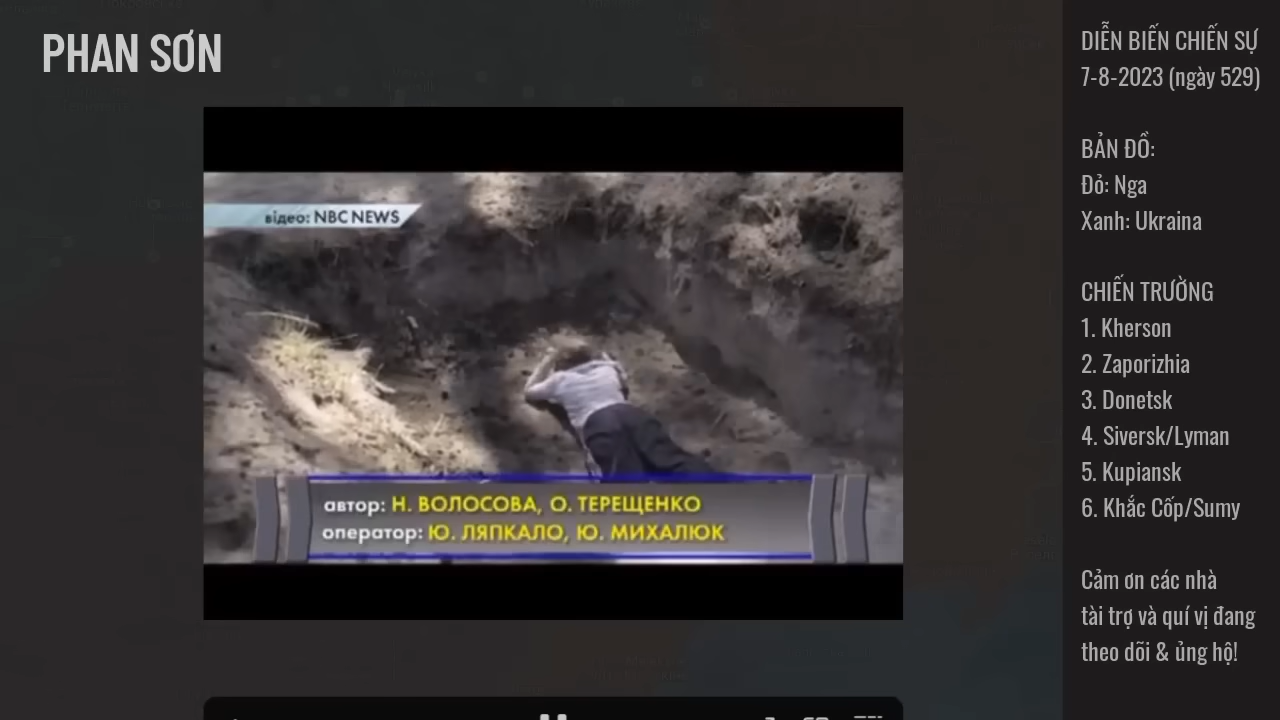 PHAN SƠN
відео: NBC NEWS
автор: Н. ВОЛОСОВА, О. ТЕРЕЩЕНКО
оператор: Ю. ЛЯПКАЛО, Ю. МИХАЛЮК
DIỄN BIẾN CHIẾN SỰ
7-8-2023 (ngày 529)
BẢN ĐỒ:
Đỏ: Nga
Xanh: Ukraina
CHIẾN TRƯỜNG
1. Kherson
2. Zaporizhia
3. Donetsk
4. Siversk/Lyman
5. Kupiansk
6. Khắc Cốp/Sumy
Cảm ơn các nhà
tài trợ và quí vị đang
theo dõi & ủng hộ!